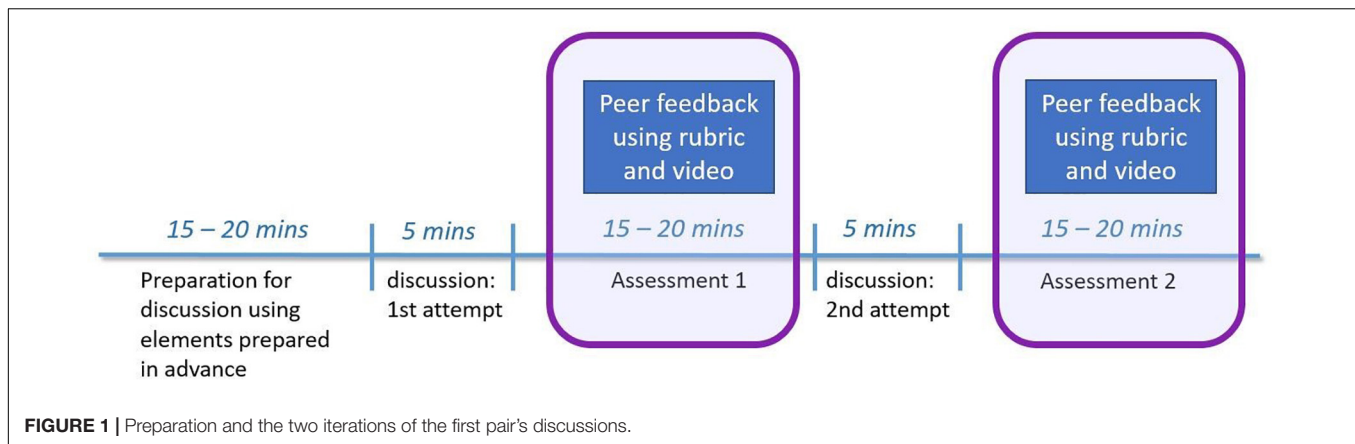 Peer feedback
using rubric
and video
Peer feedback
using rubric
and video
15 – 20 mins
5 mins
15 – 20 mins
5 mins
15 – 20 mins
Preparation for
discussion using
elements prepared
in advance
discussion:
1st attempt
Assessment 1
discussion:
2nd attempt
Assessment 2
FIGURE 1 | Preparation and the two iterations of the first pair's discussions.